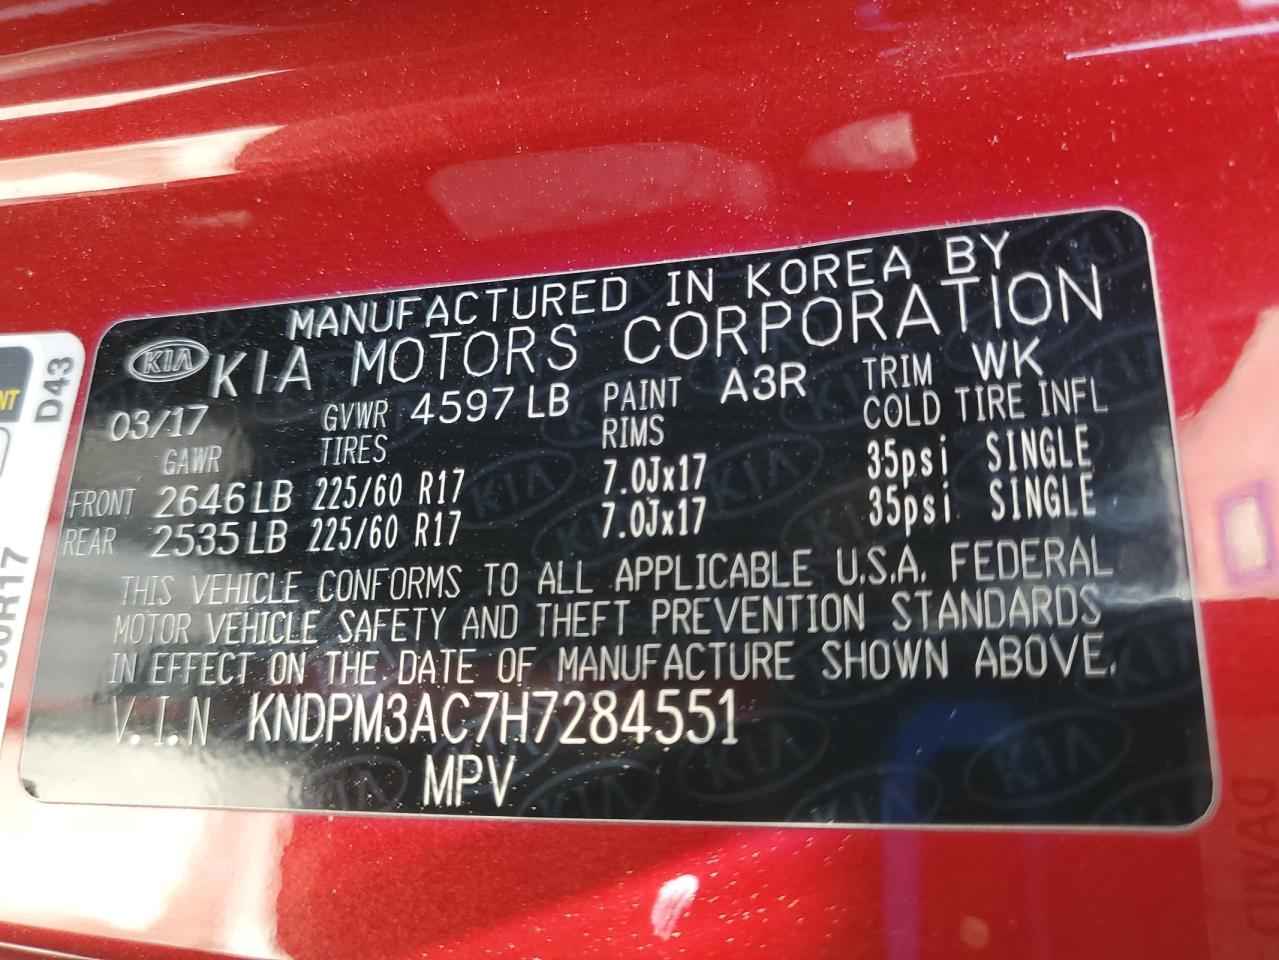 MANUFACTURED IN KOREA BY
KIA KIA MOTORS CORPORATION
03/17 GVWR 4597 LB PAINT A3R TRIM WK
GAWR TIRES RIMS COLD TIRE INFL
FRONT 2646 LB 225/60 R17 7.0Jx17 35psi SINGLE
REAR 2535 LB 225/60 R17 7.0Jx17 35psi SINGLE
THIS VEHICLE CONFORMS TO ALL APPLICABLE U.S.A. FEDERAL
MOTOR VEHICLE SAFETY AND THEFT PREVENTION STANDARDS
IN EFFECT ON THE DATE OF MANUFACTURE SHOWN ABOVE.
V.I.N KNDPM3AC7H7284551
MPV
D43